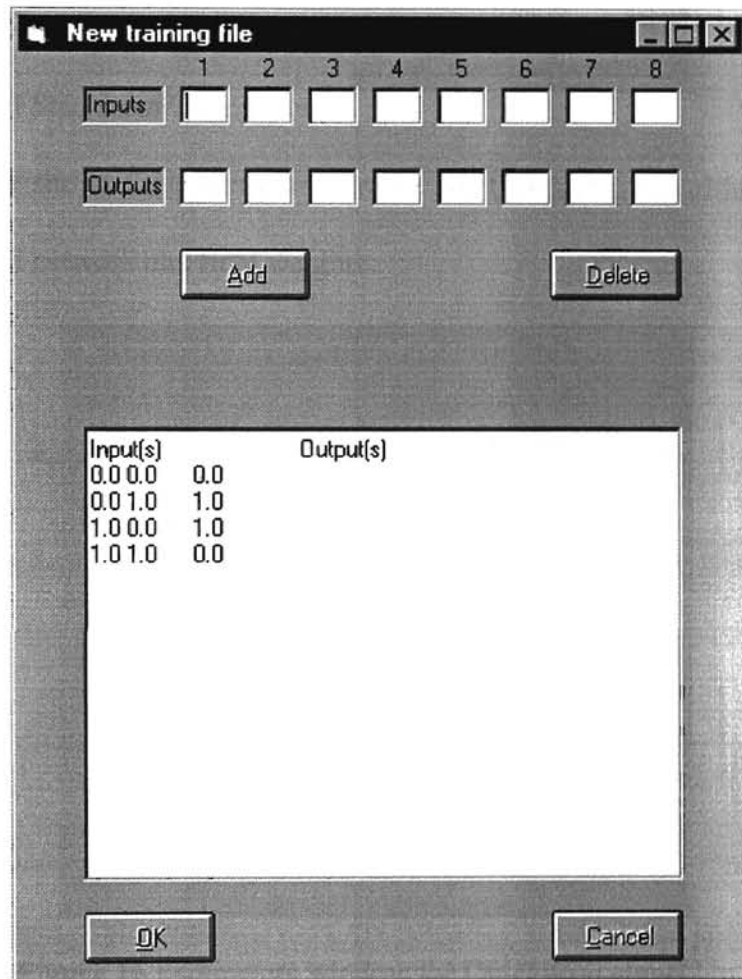 New training file
1 2 3 4 5 6 7 8
Inputs
Outputs
Add Delete
Input(s) Output(s)
0.0 0.0 0.0
0.0 1.0 1.0
1.0 0.0 1.0
1.0 1.0 0.0
OK Cancel